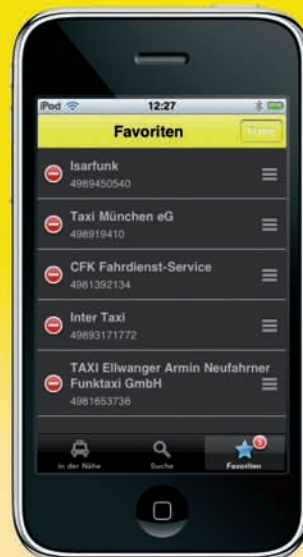 iPod 12:27
Favoriten
Isarfunk
4989450540
Taxi München eG
498919410
CFK Fahrdienst-Service
4981392134
Inter Taxi
49893171772
TAXI Ellwanger Armin Neufahrner
Funktaxi GmbH
4981653736
in der Nähe Suche Favoriten 5